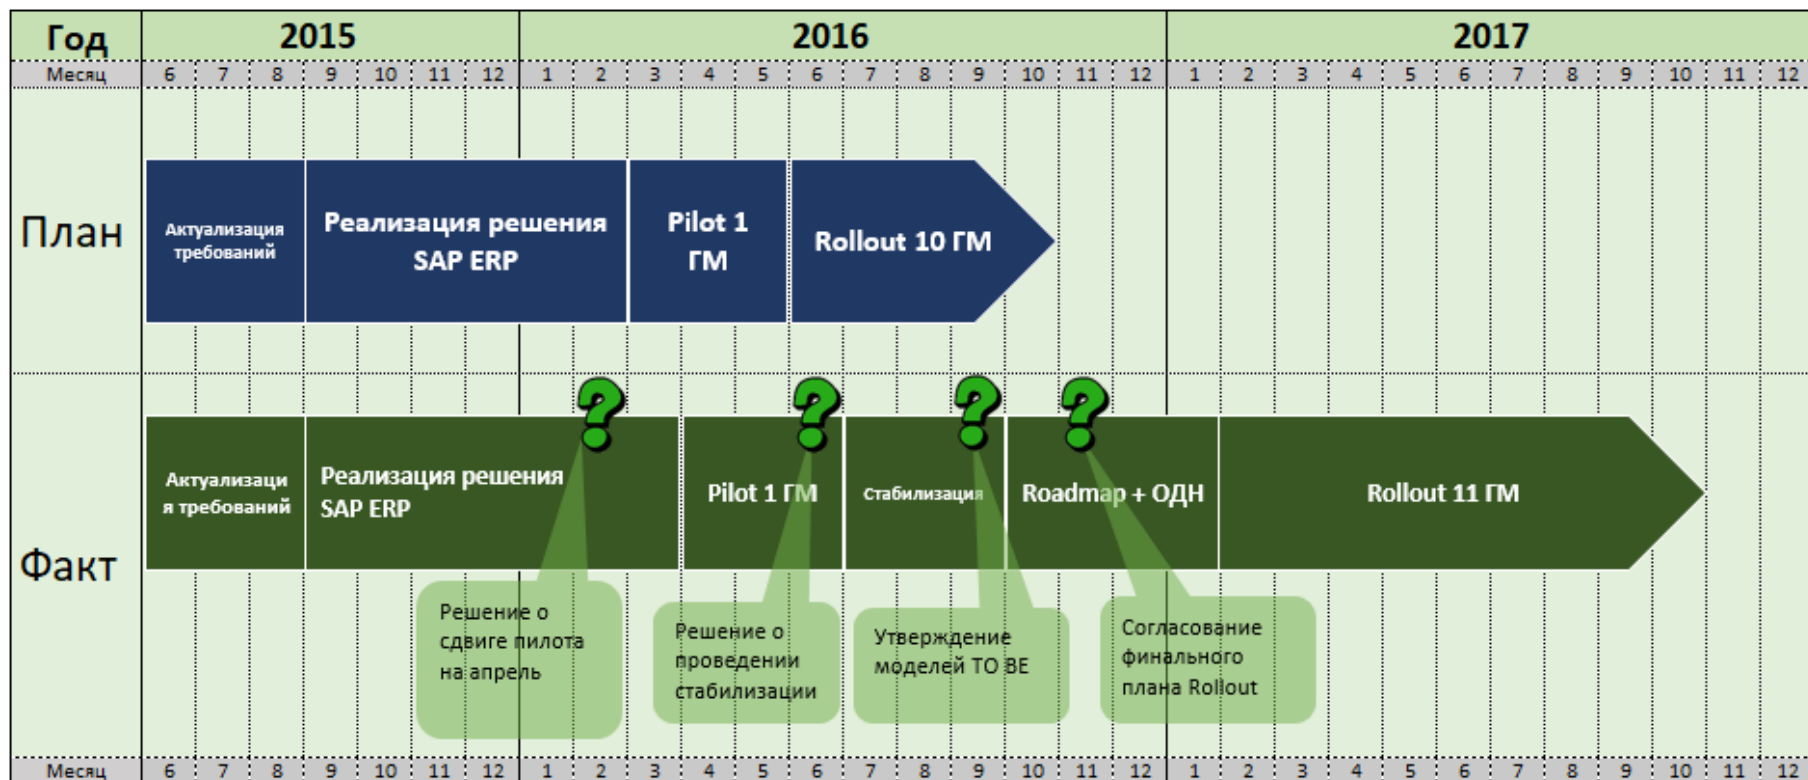 Год 2015 2016 2017
Месяц 6 7 8 9 10 11 12 1 2 3 4 5 6 7 8 9 10 11 12 1 2 3 4 5 6 7 8 9 10 11 12
План
Актуализация
требований
Реализация решения
SAP ERP
Pilot 1
ГМ
Rollout 10 ГМ
Факт
Актуализаци
я требований
Реализация решения
SAP ERP
Pilot 1 ГМ
Стабилизация
Roadmap + ОДН
Rollout 11 ГМ
?
?
?
?
Решение о
сдвиге пилота
на апрель
Решение о
проведении
стабилизации
Утверждение
моделей TO BE
Согласование
финального
плана Rollout
Месяц 6 7 8 9 10 11 12 1 2 3 4 5 6 7 8 9 10 11 12 1 2 3 4 5 6 7 8 9 10 11 12